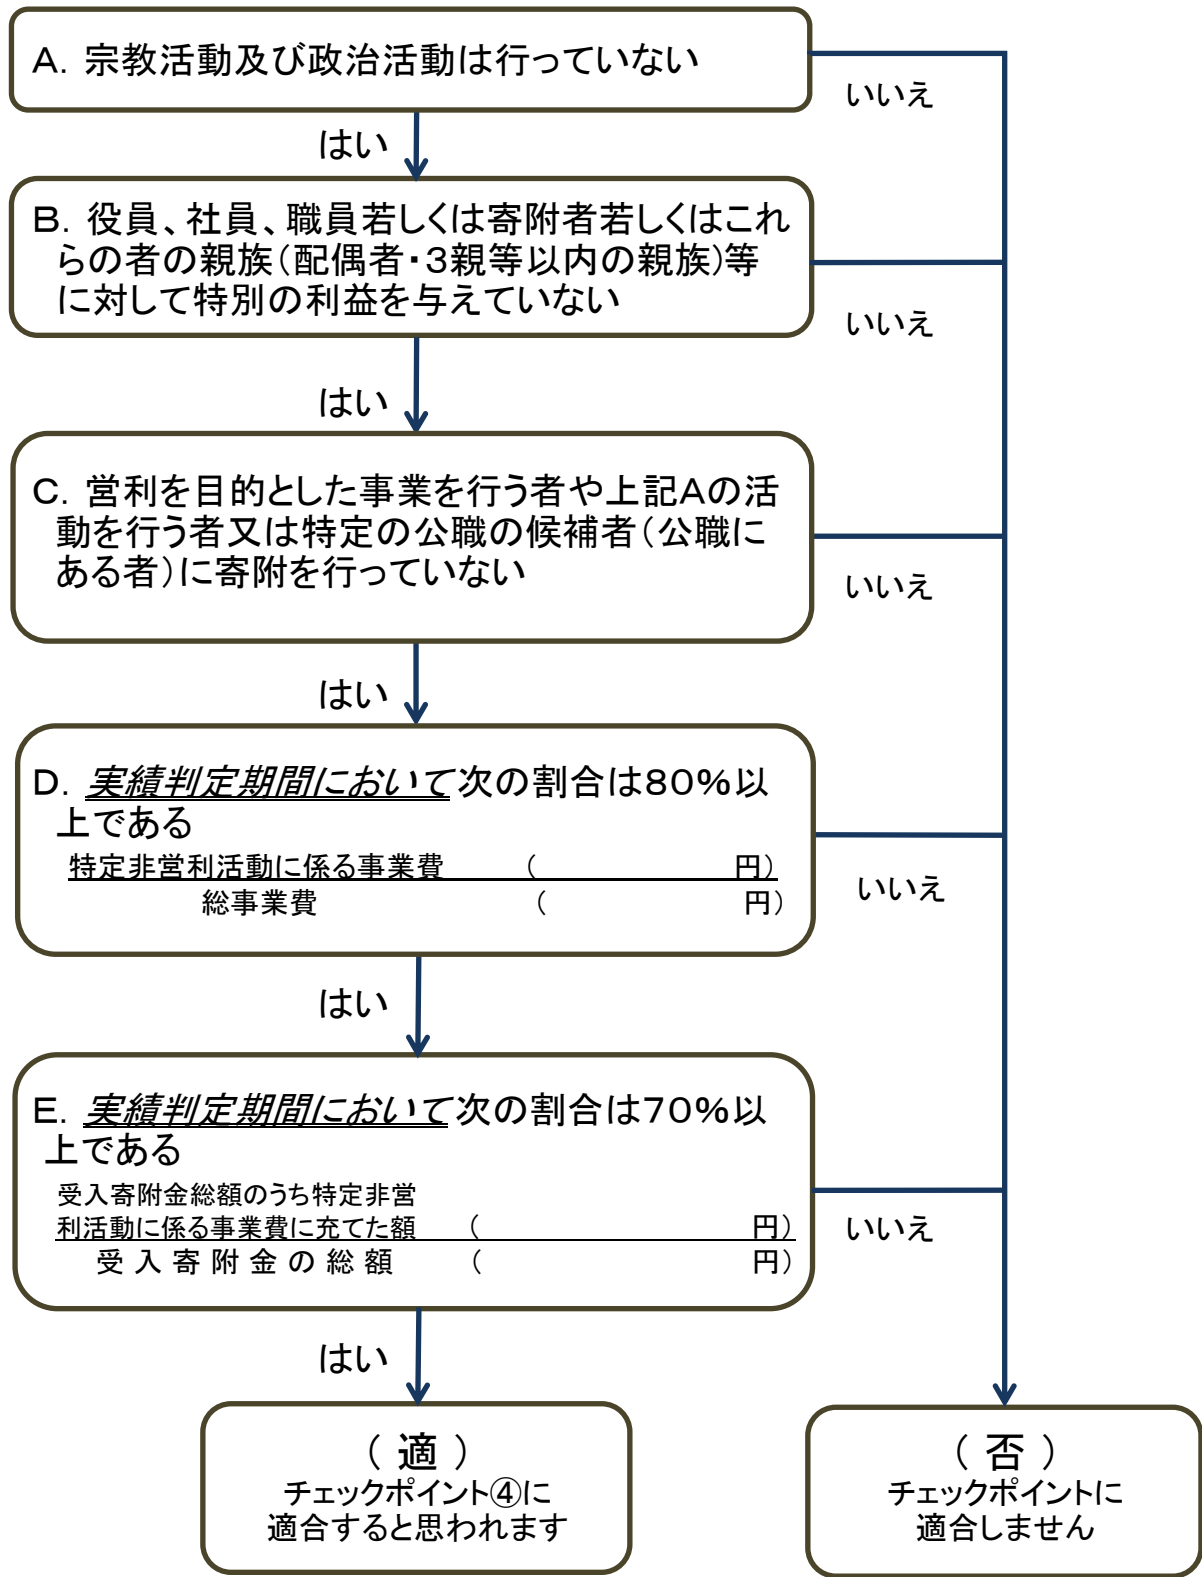 A. 宗教活動及び政治活動は行っていない
いいえ
はい
B. 役員、社員、職員若しくは寄附者若しくはこれ
らの者の親族(配偶者・3親等以内の親族)等
に対して特別の利益を与えていない
いいえ
はい
C. 営利を目的とした事業を行う者や上記Aの活
動を行う者又は特定の公職の候補者(公職に
ある者)に寄附を行っていない
いいえ
はい
D. 実績判定期間において次の割合は80%以
上である
特定非営利活動に係る事業費 ( 円)
総事業費 ( 円)
いいえ
はい
E. 実績判定期間において次の割合は70%以
上である
受入寄附金総額のうち特定非営
利活動に係る事業費に充てた額 ( 円)
受入寄附金の総額 ( 円)
いいえ
はい
(適)
チェックポイント④に
適合すると思われます
(否)
チェックポイントに
適合しません